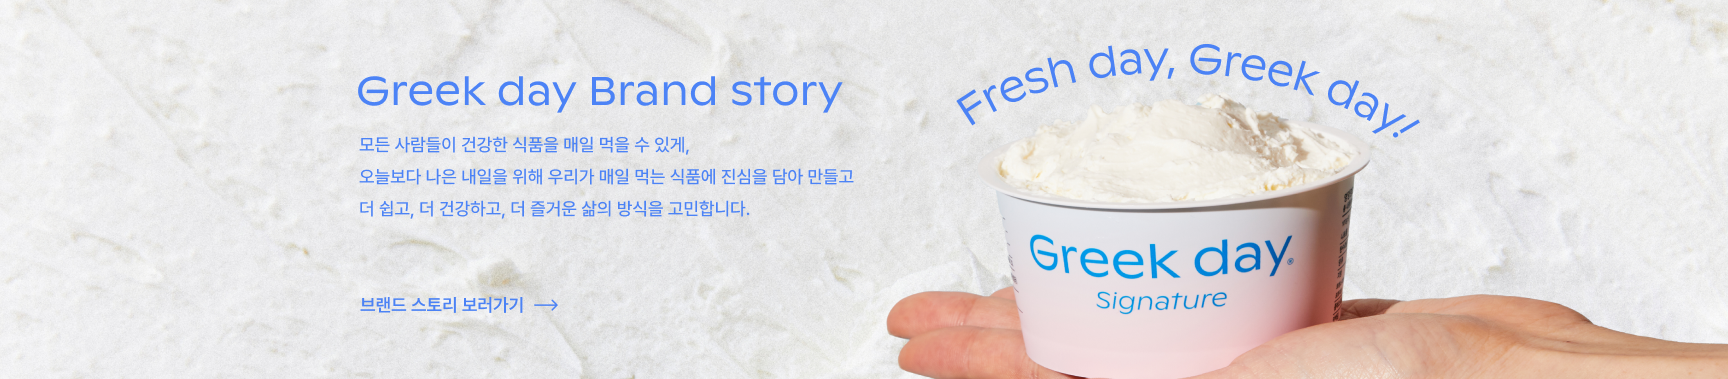 Greek day Brand story
모든 사람들이 건강한 식품을 매일 먹을 수 있게,
오늘보다 나은 내일을 위해 우리가 매일 먹는 식품에 진심을 담아 만들고
더 쉽고, 더 건강하고, 더 즐거운 삶의 방식을 고민합니다.
브랜드 스토리 보러가기 →
Fresh day, Greek day!
Greek day®
Signature